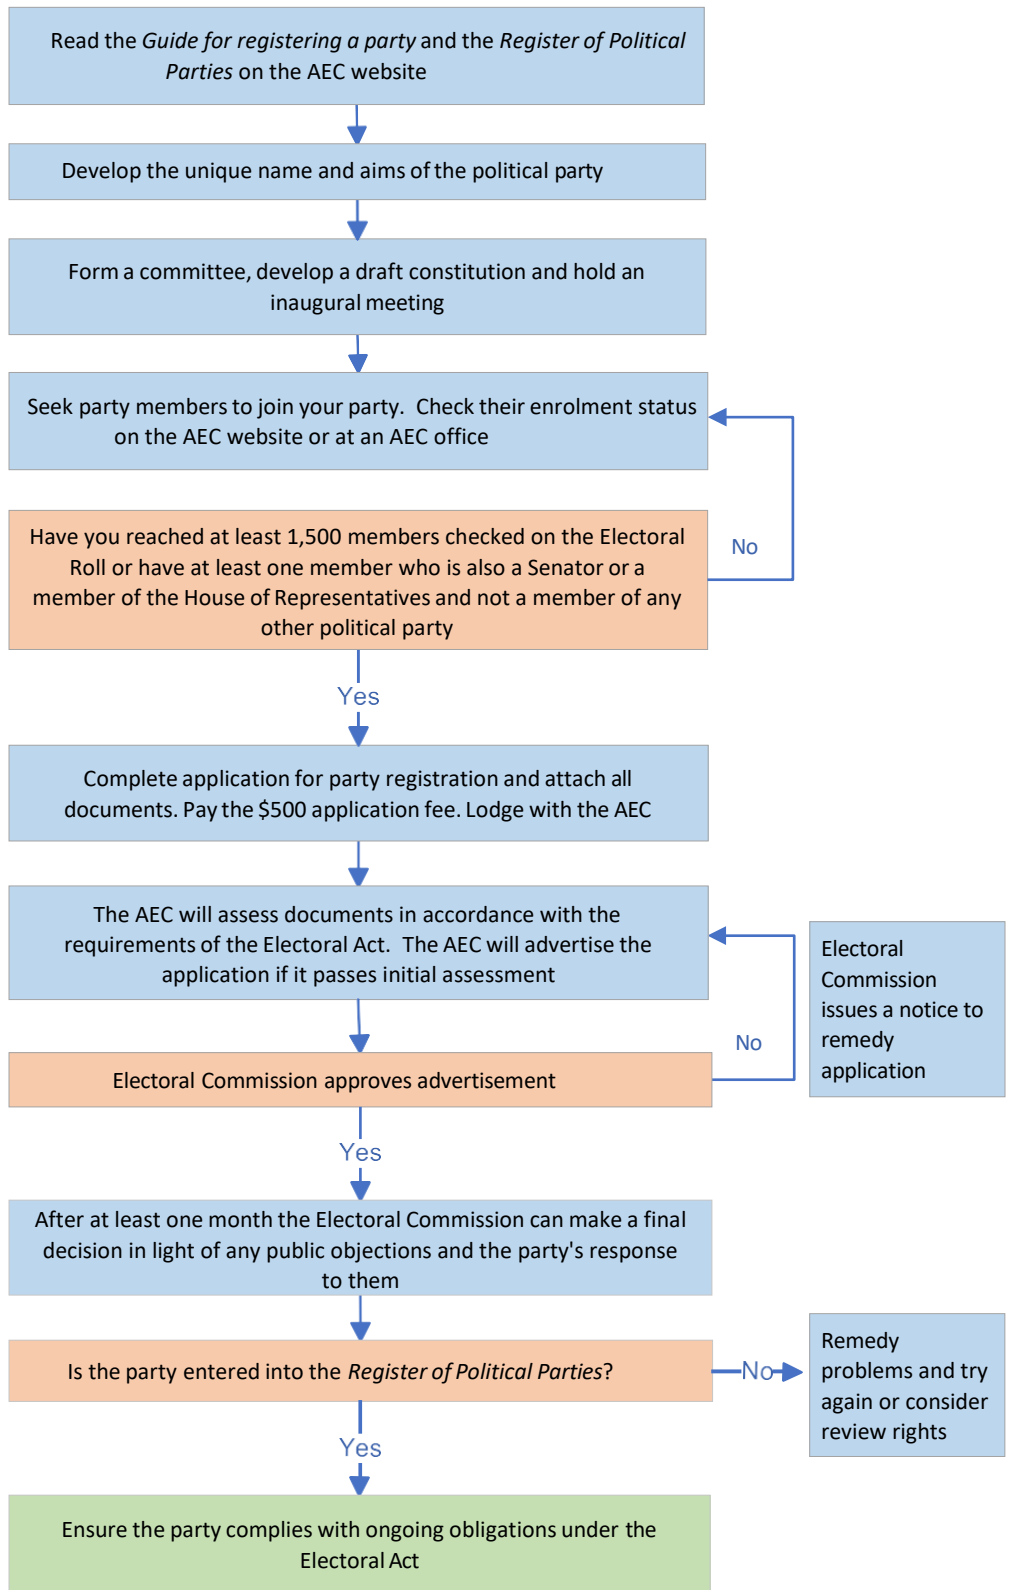 Read the Guide for registering a party and the Register of Political
Parties on the AEC website
Develop the unique name and aims of the political party
Form a committee, develop a draft constitution and hold an
inaugural meeting
Seek party members to join your party.  Check their enrolment status
on the AEC website or at an AEC office
Have you reached at least 1,500 members checked on the Electoral
Roll or have at least one member who is also a Senator or a
member of the House of Representatives and not a member of any
other political party
No
Yes
Complete application for party registration and attach all
documents. Pay the $500 application fee. Lodge with the AEC
The AEC will assess documents in accordance with the
requirements of the Electoral Act.  The AEC will advertise the
application if it passes initial assessment
Electoral
Commission
issues a notice to
remedy
application
No
Electoral Commission approves advertisement
Yes
After at least one month the Electoral Commission can make a final
decision in light of any public objections and the party's response
to them
Is the party entered into the Register of Political Parties?
No
Remedy
problems and try
again or consider
review rights
Yes
Ensure the party complies with ongoing obligations under the
Electoral Act